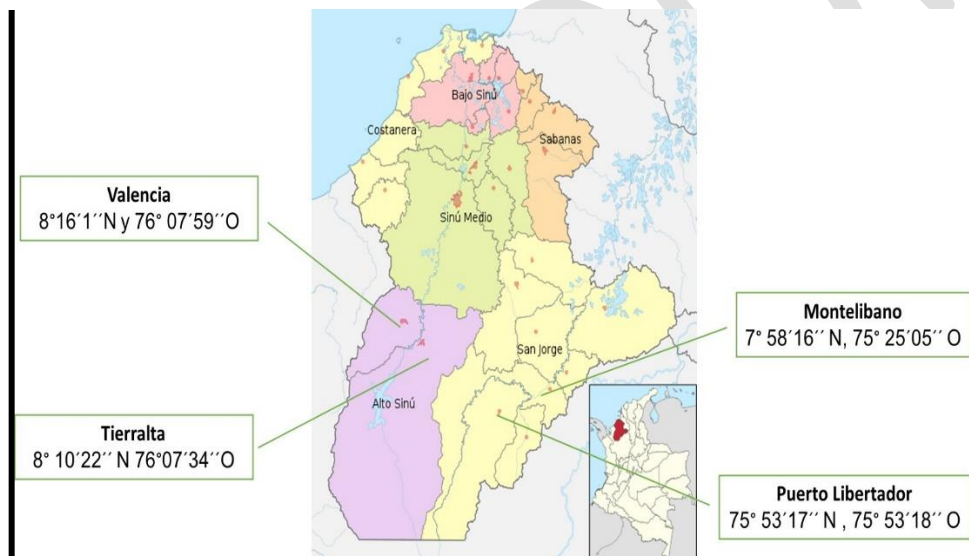 Bajo Sinú
Costanera
Sabanas
Valencia
8°16´1´´N y 76° 07´59´´O
Sinú Medio
Montelibano
7° 58´16´´ N, 75° 25´05´´ O
San Jorge
Alto Sinú
Tierralta
8° 10´22´´ N 76°07´34´´O
Puerto Libertador
75° 53´17´´ N , 75° 53´18´´ O